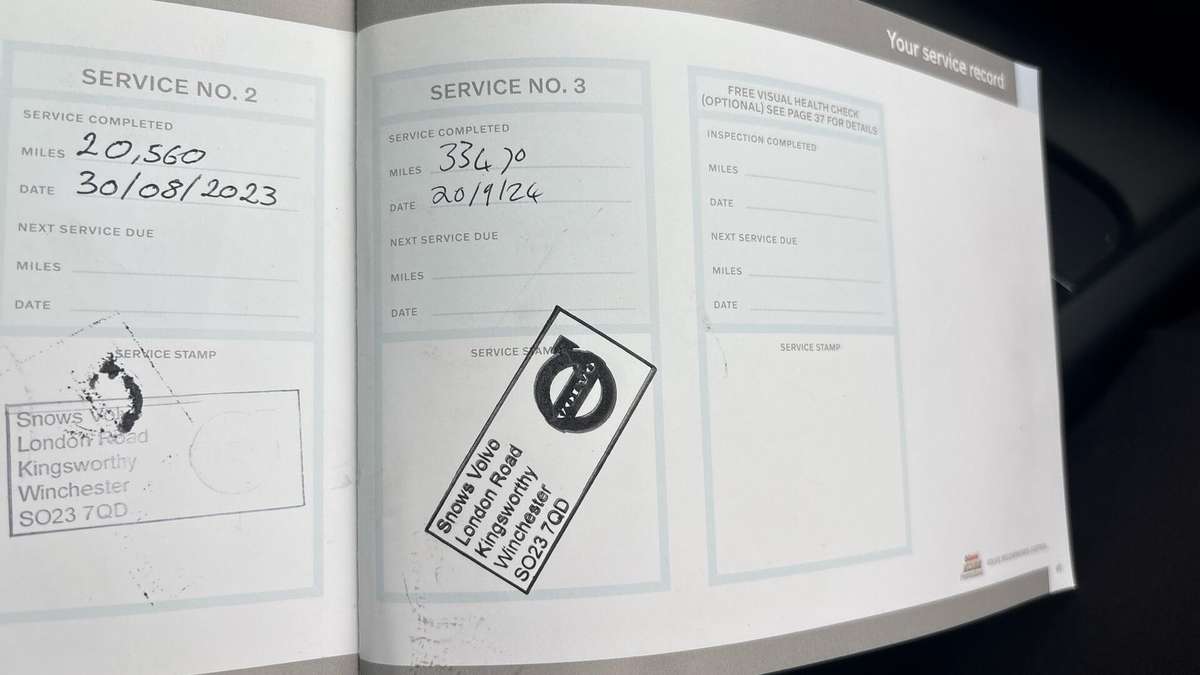 Your service record
SERVICE NO. 2
SERVICE COMPLETED
MILES 20,560
DATE 30/08/2023
NEXT SERVICE DUE
MILES
DATE
SERVICE STAMP
Snows Volvo
London Road
Kingsworthy
Winchester
SO23 7QD
SERVICE NO. 3
SERVICE COMPLETED
MILES 33470
DATE 20/9/24
NEXT SERVICE DUE
MILES
DATE
SERVICE STAMP
VOLVO
Snows Volvo
London Road
Kingsworthy
Winchester
SO23 7QD
FREE VISUAL HEALTH CHECK
(OPTIONAL) SEE PAGE 37 FOR DETAILS
INSPECTION COMPLETED
MILES
DATE
NEXT SERVICE DUE
MILES
DATE
SERVICE STAMP